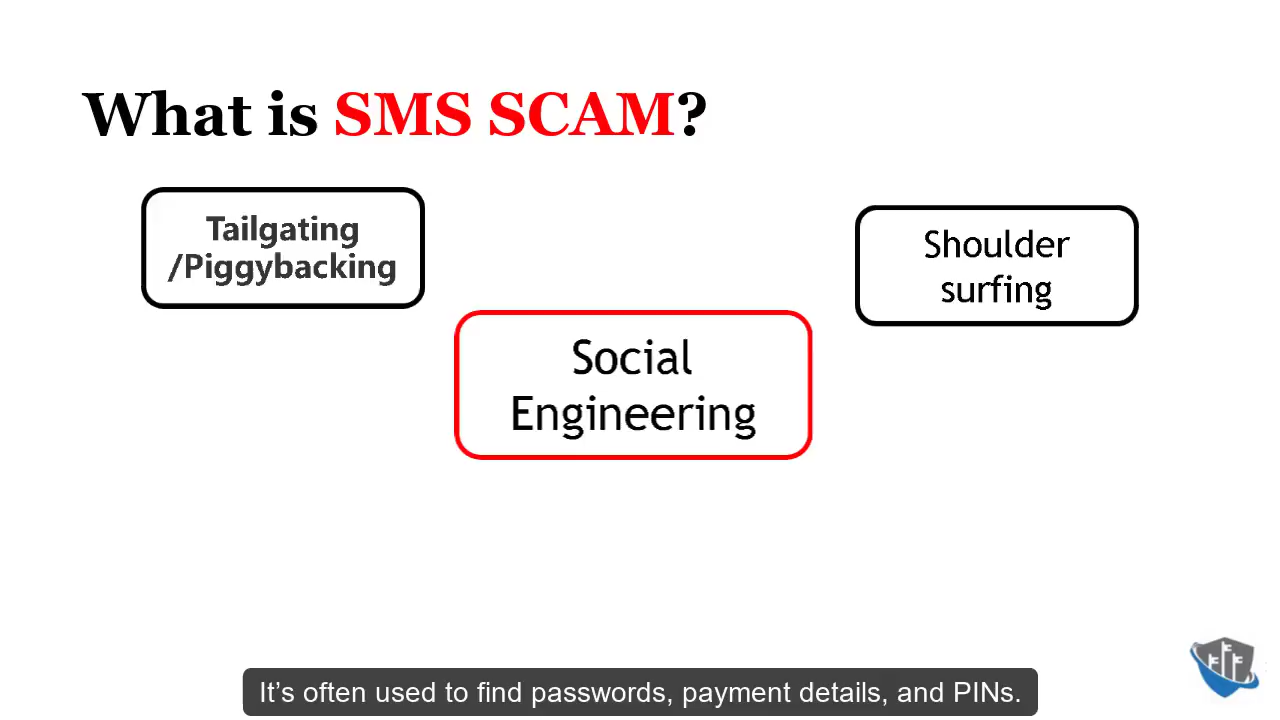 What is SMS SCAM?
Tailgating
/Piggybacking
Shoulder
surfing
Social
Engineering
It’s often used to find passwords, payment details, and PINs.